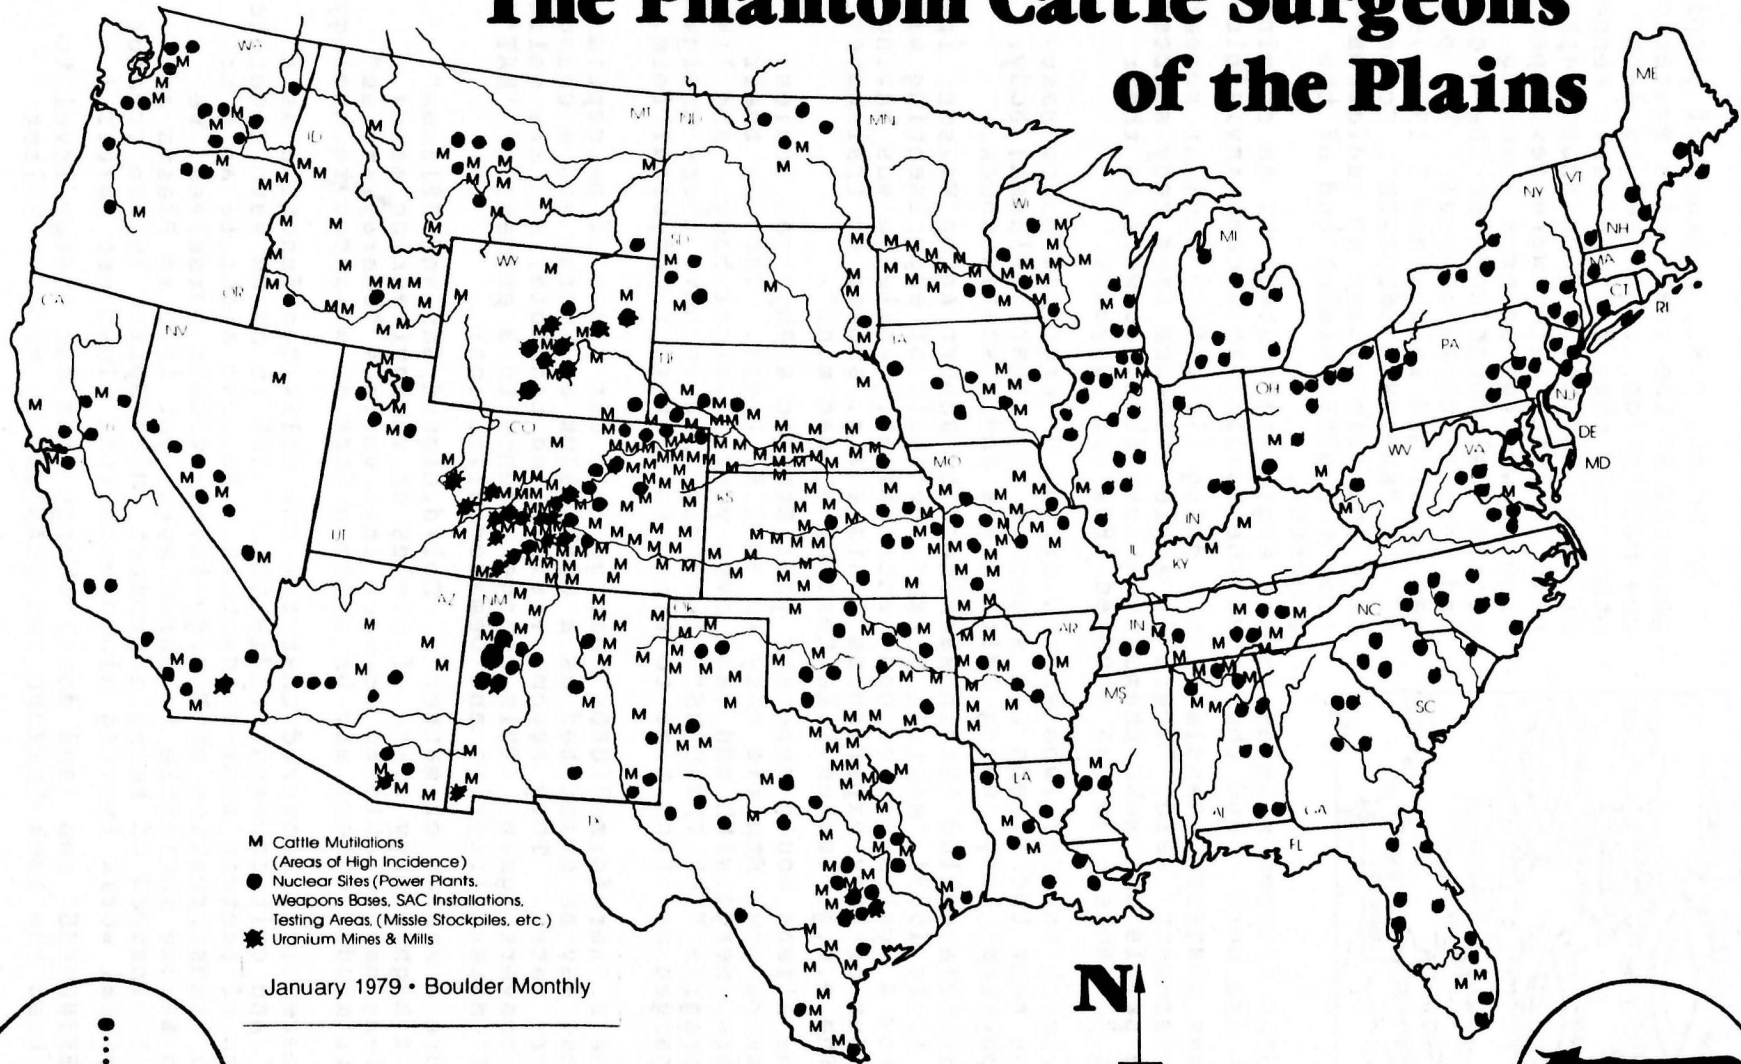 The Phantom Cattle Surgeons
of the Plains
WA
ME
MT
ND
MN
ID
VT
NY
WI
NH
MI
SD
MA
WY
CT
OR
CA
RI
NV
IA
PA
NE
OH
NJ
CO
DE
WV
VA
MO
MD
KS
IN
UT
IL
KY
AZ
NM
OK
NC
AR
TN
MS
SC
LA
TX
AL
GA
FL
M Cattle Mutilations
(Areas of High Incidence)
Nuclear Sites (Power Plants,
Weapons Bases, SAC Installations,
Testing Areas, (Missle Stockpiles, etc.)
Uranium Mines & Mills
January 1979 • Boulder Monthly
N